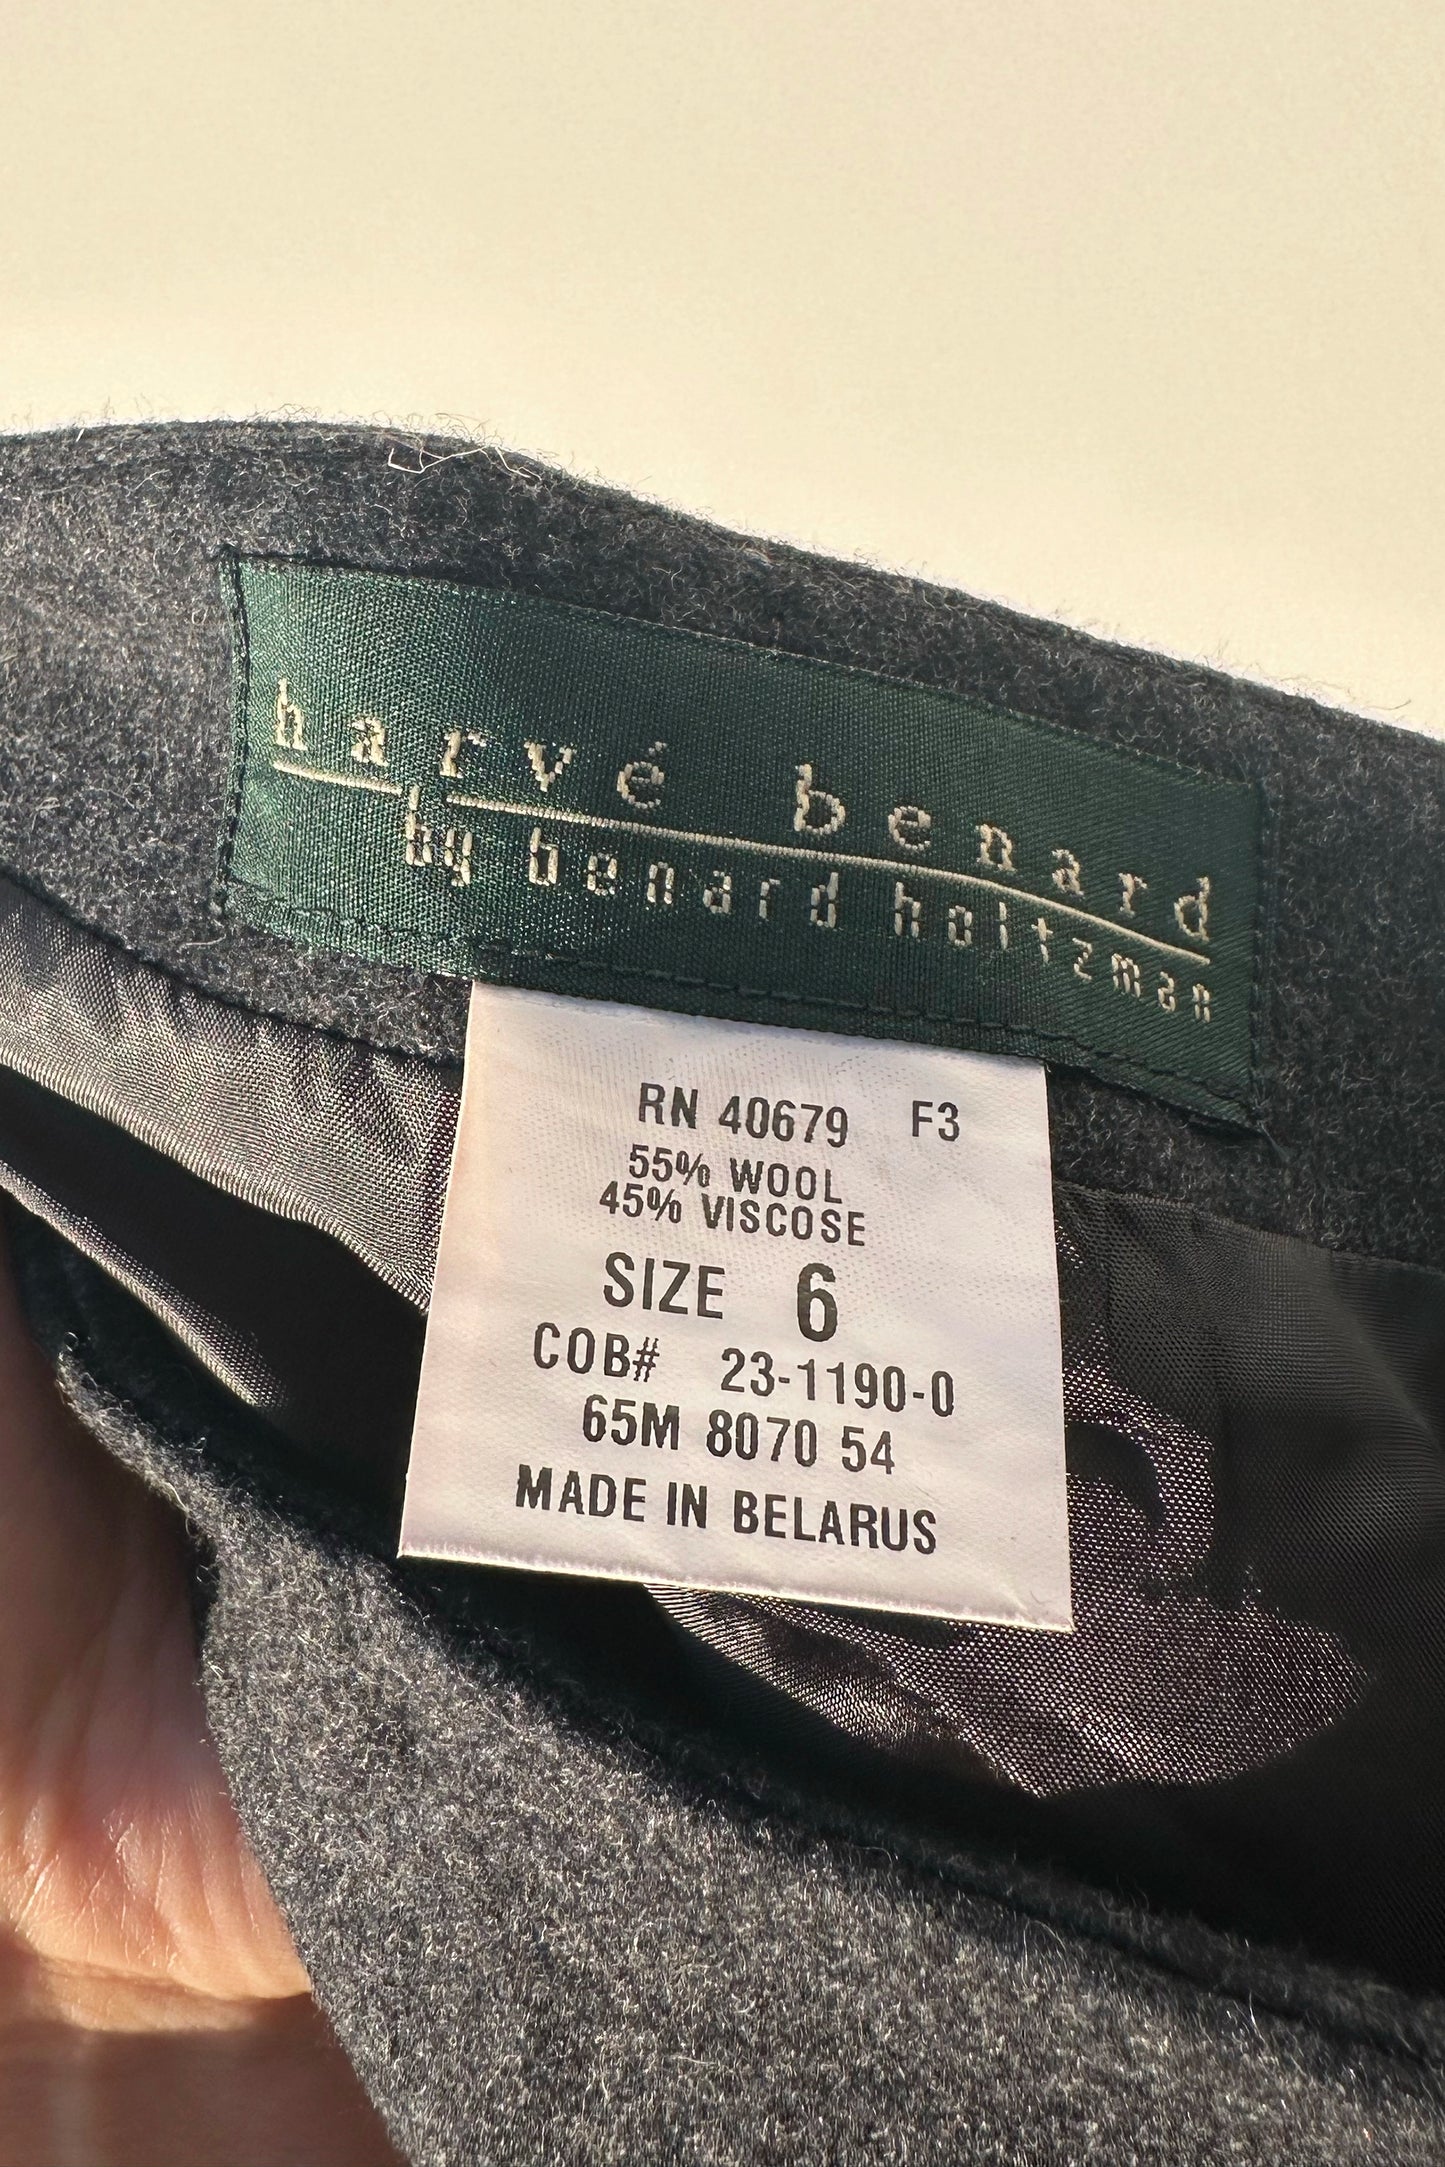 harvé benard
by benard holtzman
RN 40679 F3
55% WOOL
45% VISCOSE
SIZE 6
COB# 23-1190-0
65M 8070 54
MADE IN BELARUS